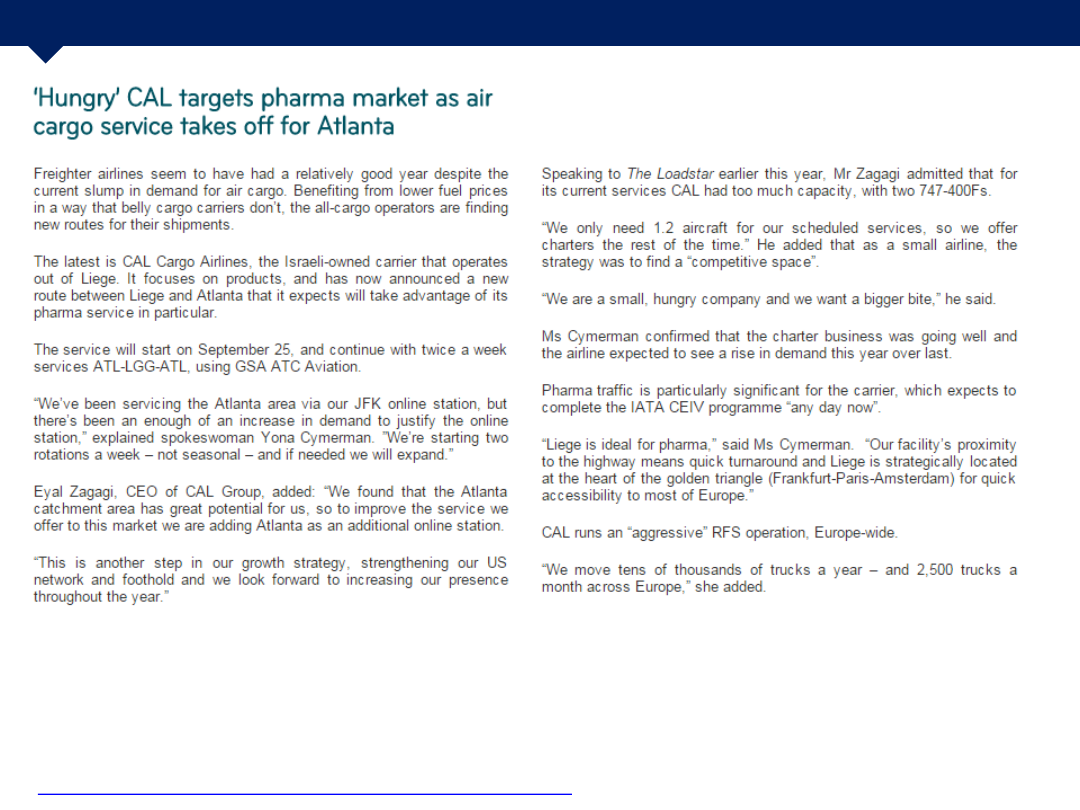 'Hungry' CAL targets pharma market as air
cargo service takes off for Atlanta
Freighter airlines seem to have had a relatively good year despite the
current slump in demand for air cargo. Benefiting from lower fuel prices
in a way that belly cargo carriers don't, the all-cargo operators are finding
new routes for their shipments.
The latest is CAL Cargo Airlines, the Israeli-owned carrier that operates
out of Liege. It focuses on products, and has now announced a new
route between Liege and Atlanta that it expects will take advantage of its
pharma service in particular.
The service will start on September 25, and continue with twice a week
services ATL-LGG-ATL, using GSA ATC Aviation.
“We've been servicing the Atlanta area via our JFK online station, but
there's been an enough of an increase in demand to justify the online
station,” explained spokeswoman Yona Cymerman. ”We're starting two
rotations a week – not seasonal – and if needed we will expand.”
Eyal Zagagi, CEO of CAL Group, added: “We found that the Atlanta
catchment area has great potential for us, so to improve the service we
offer to this market we are adding Atlanta as an additional online station.
“This is another step in our growth strategy, strengthening our US
network and foothold and we look forward to increasing our presence
throughout the year.”
Speaking to The Loadstar earlier this year, Mr Zagagi admitted that for
its current services CAL had too much capacity, with two 747-400Fs.
“We only need 1.2 aircraft for our scheduled services, so we offer
charters the rest of the time.” He added that as a small airline, the
strategy was to find a “competitive space”.
“We are a small, hungry company and we want a bigger bite,” he said.
Ms Cymerman confirmed that the charter business was going well and
the airline expected to see a rise in demand this year over last.
Pharma traffic is particularly significant for the carrier, which expects to
complete the IATA CEIV programme “any day now”.
“Liege is ideal for pharma,” said Ms Cymerman. “Our facility's proximity
to the highway means quick turnaround and Liege is strategically located
at the heart of the golden triangle (Frankfurt-Paris-Amsterdam) for quick
accessibility to most of Europe.”
CAL runs an “aggressive” RFS operation, Europe-wide.
“We move tens of thousands of trucks a year – and 2,500 trucks a
month across Europe,” she added.